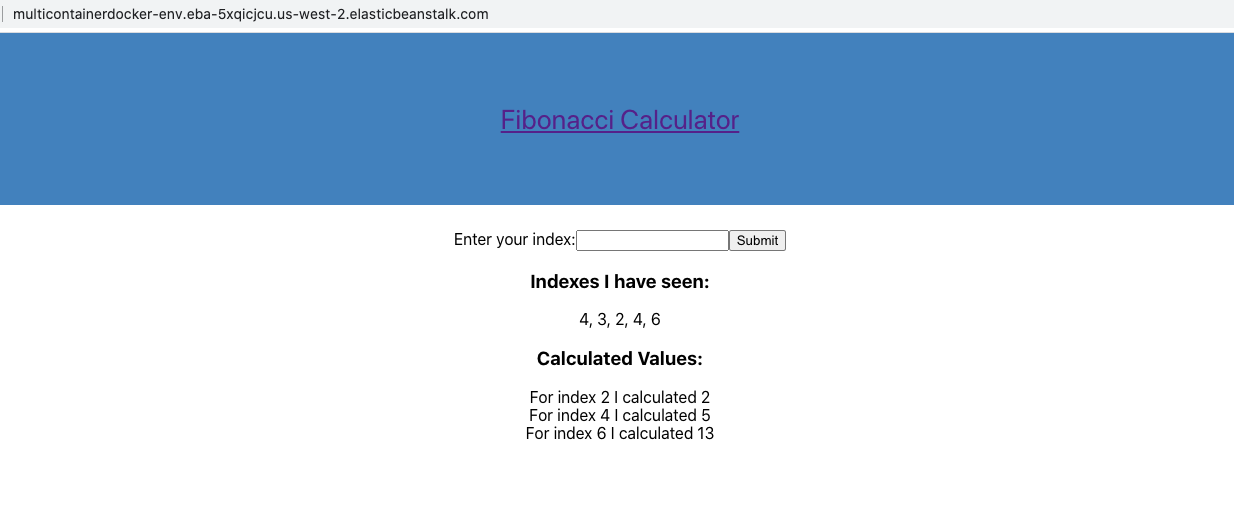 multicontainerdocker-env.eba-5xqicjcu.us-west-2.elasticbeanstalk.com
Fibonacci Calculator
Enter your index: Submit
Indexes I have seen:
4, 3, 2, 4, 6
Calculated Values:
For index 2 I calculated 2
For index 4 I calculated 5
For index 6 I calculated 13